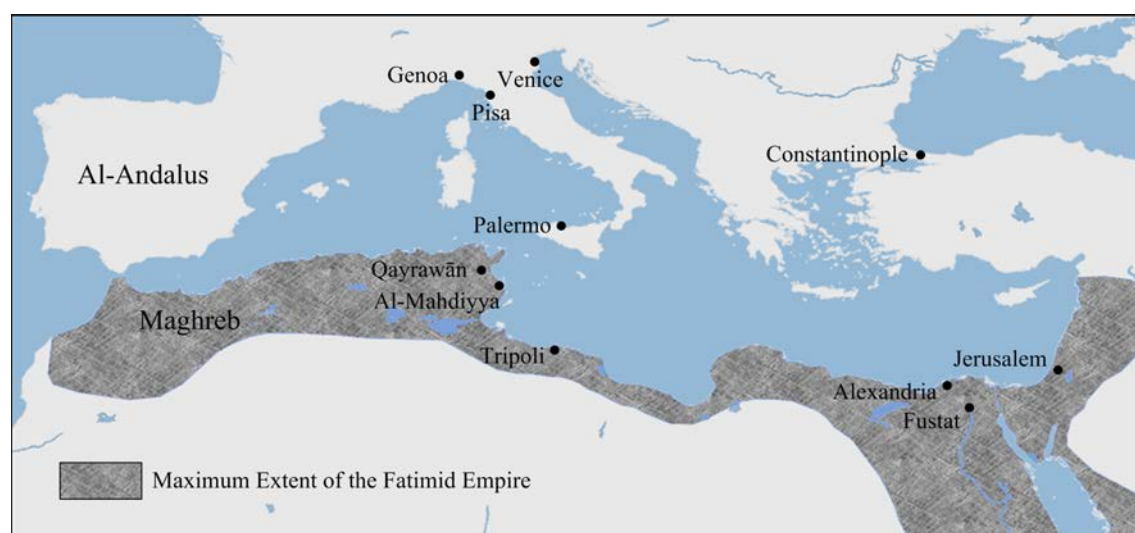 Genoa
Venice
Pisa
Al-Andalus
Constantinople
Palermo
Qayrawān
Al-Mahdiyya
Maghreb
Tripoli
Jerusalem
Alexandria
Fustat
Maximum Extent of the Fatimid Empire